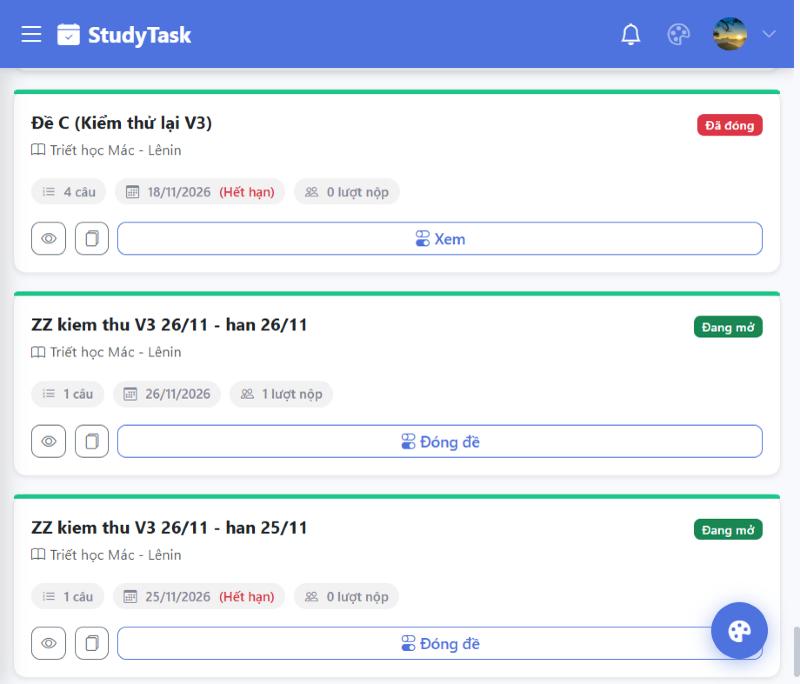 StudyTask
Đề C (Kiểm thử lại V3)
Đã đóng
Triết học Mác - Lênin
4 câu 18/11/2026 (Hết hạn) 0 lượt nộp
Xem
ZZ kiem thu V3 26/11 - han 26/11
Đang mở
Triết học Mác - Lênin
1 câu 26/11/2026 1 lượt nộp
Đóng đề
ZZ kiem thu V3 26/11 - han 25/11
Đang mở
Triết học Mác - Lênin
1 câu 25/11/2026 (Hết hạn) 0 lượt nộp
Đóng đề